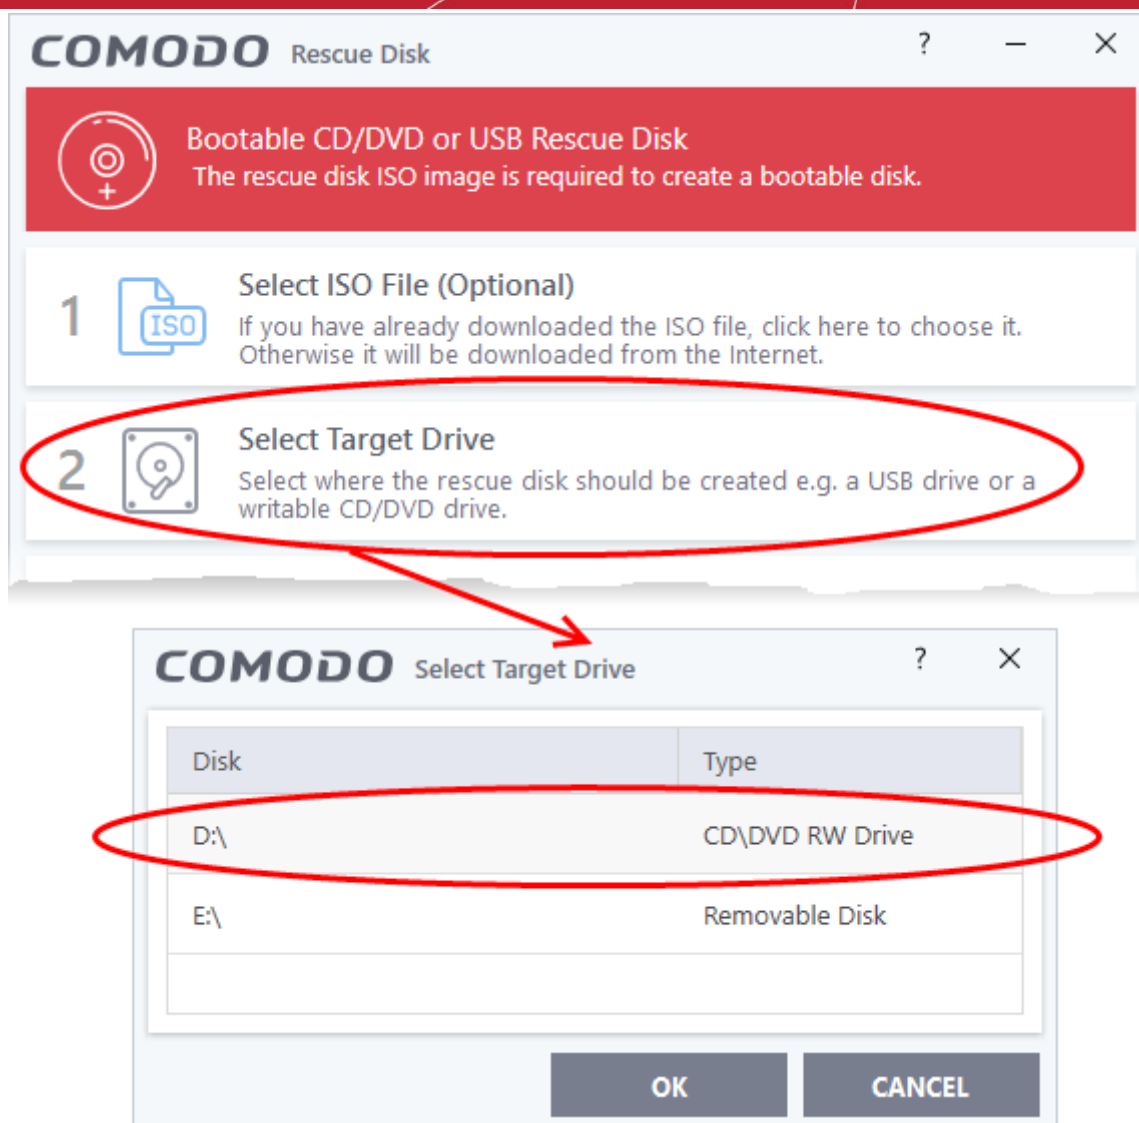 COMODO Rescue Disk ? – ×
Bootable CD/DVD or USB Rescue Disk
The rescue disk ISO image is required to create a bootable disk.
1 ISO Select ISO File (Optional)
If you have already downloaded the ISO file, click here to choose it.
Otherwise it will be downloaded from the Internet.
2 Select Target Drive
Select where the rescue disk should be created e.g. a USB drive or a
writable CD/DVD drive.
COMODO Select Target Drive ? ×
Disk Type
D:\ CD\DVD RW Drive
E:\ Removable Disk
OK CANCEL